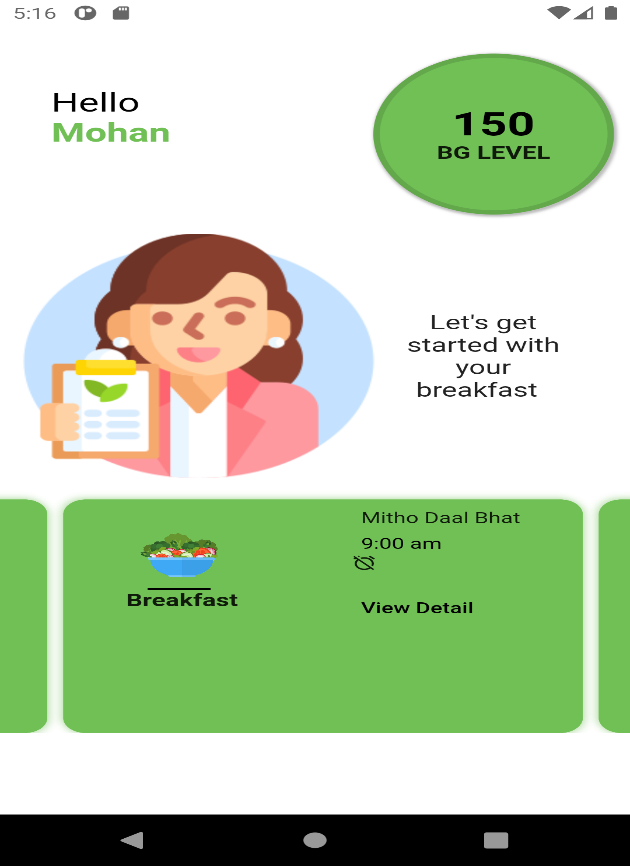 5:16
Hello
Mohan
150
BG LEVEL
Let's get
started with
your
breakfast
Mitho Daal Bhat
9:00 am
Breakfast
View Detail